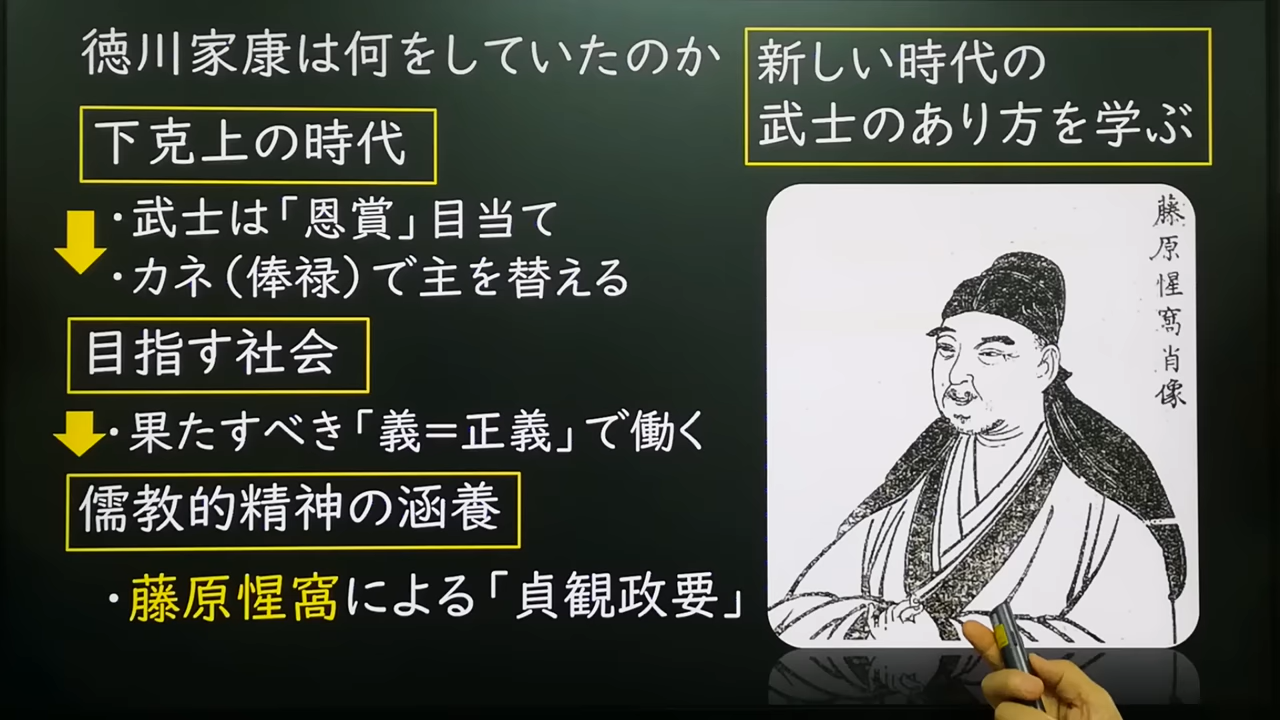 徳川家康は何をしていたのか
新しい時代の
武士のあり方を学ぶ
下克上の時代
・武士は「恩賞」目当て
・カネ(俸禄)で主を替える
目指す社会
・果たすべき「義=正義」で働く
儒教的精神の涵養
・藤原惺窩による「貞観政要」
藤原惺窩肖像